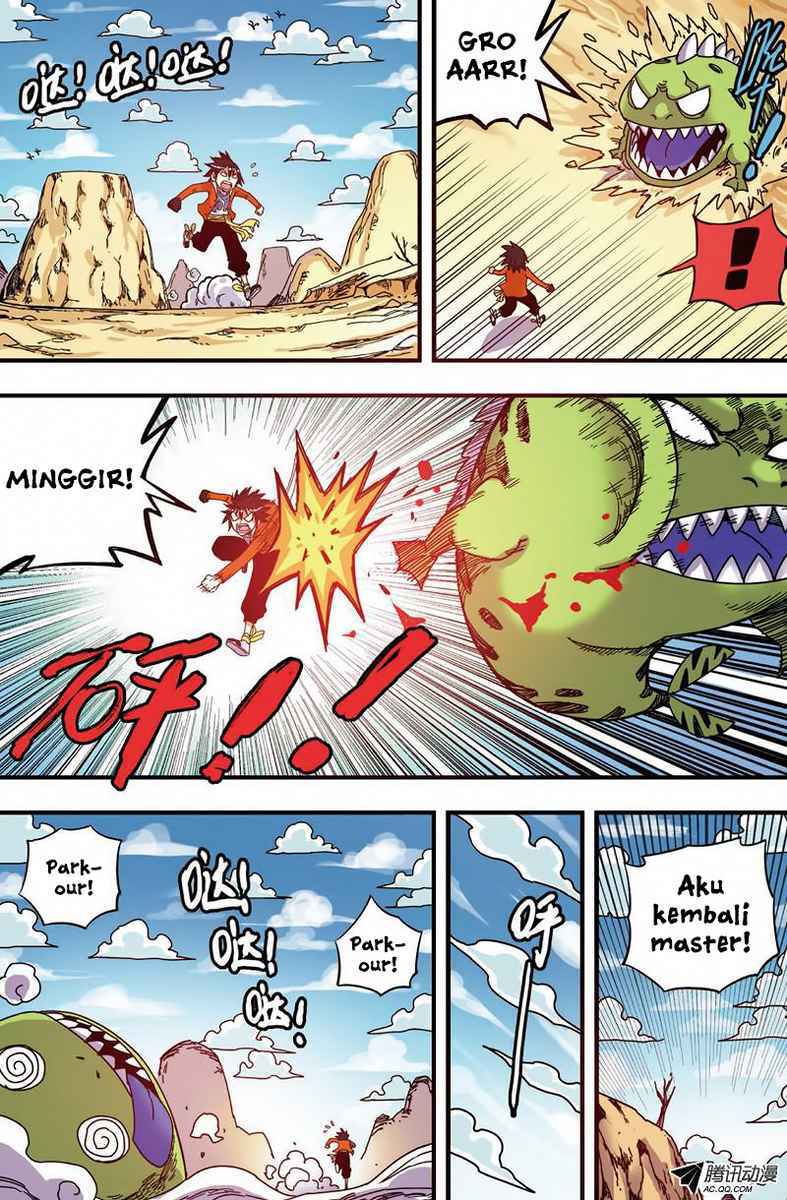 哒!哒!哒!
GRO
AARR!
!
MINGGIR!
砰!!
Park-
our!
哒!
哒!
哒!
Park-
our!
呼
Aku
kembali
master!
腾讯动漫
AC.QQ.COM